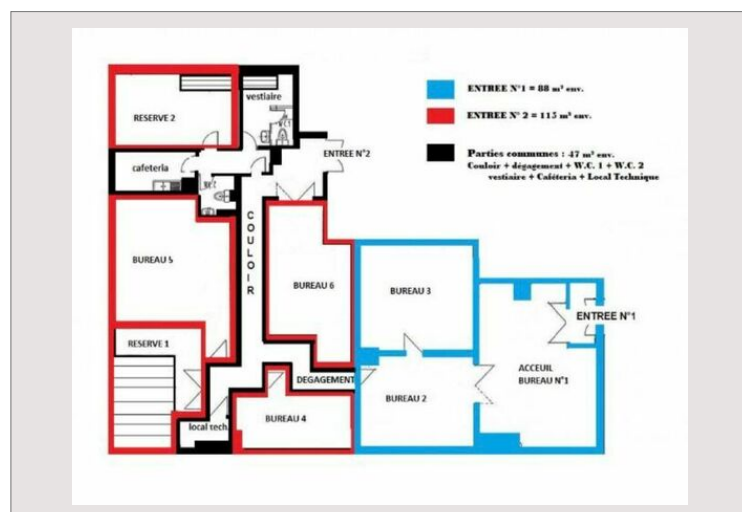 ENTREE N°1 = 88 m² env.
ENTREE N° 2 = 115 m² env.
Parties communes : 47 m² env.
Couloir + dégagement + W.C. 1 + W.C. 2
vestiaire + Caféteria + Local Technique
vestiaire
RESERVE 2
ENTREE N°2
cafeteria
COULOIR
BUREAU 5
BUREAU 6
BUREAU 3
RESERVE 1
ENTREE N°1
ACCEUIL
BUREAU N°1
DEGAGEMENT
BUREAU 2
BUREAU 4
local tech.